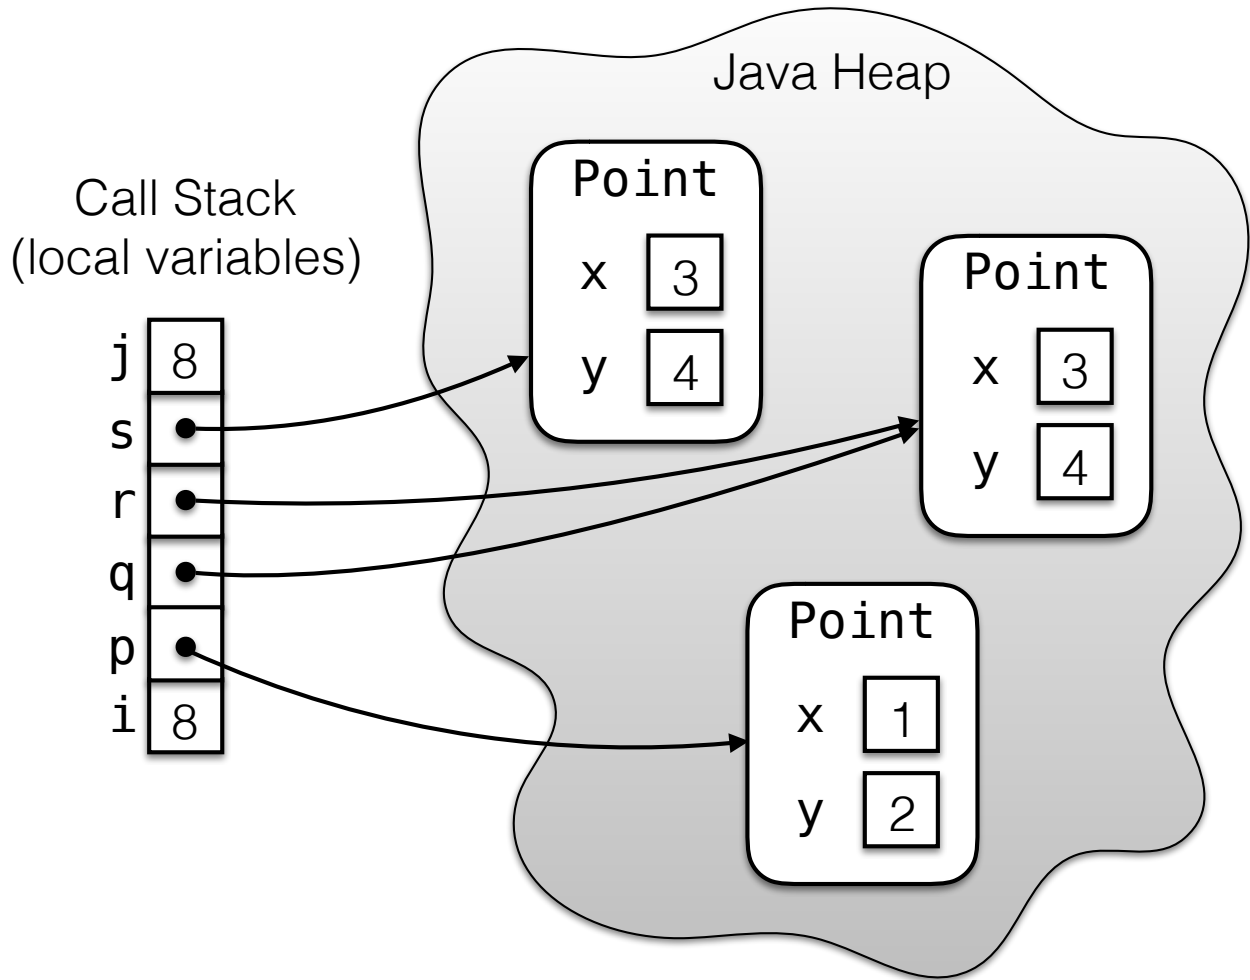 Java Heap
Call Stack
(local variables)
j 8
s
r
q
p
i 8
Point
x 3
y 4
Point
x 3
y 4
Point
x 1
y 2